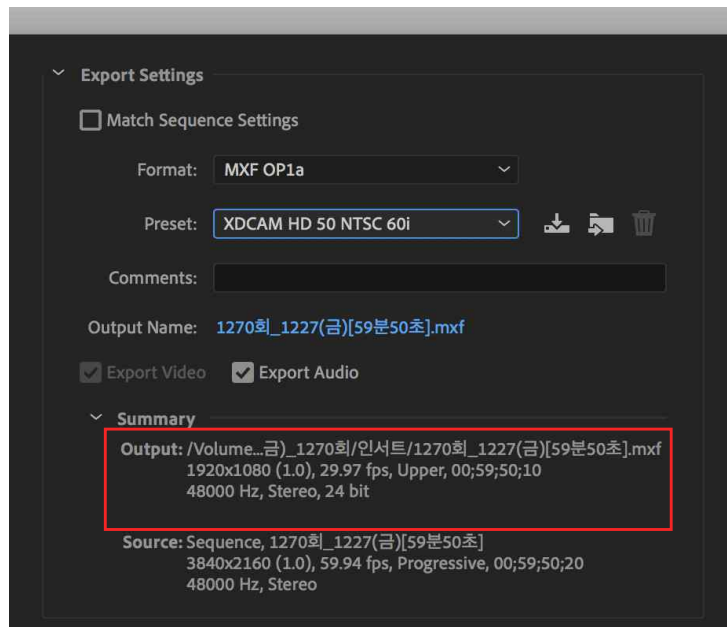 Export Settings
Match Sequence Settings
Format: MXF OP1a
Preset: XDCAM HD 50 NTSC 60i
Comments:
Output Name: 1270회_1227(금)[59분50초].mxf
Export Video Export Audio
Summary
Output: /Volume...금)_1270회/인서트/1270회_1227(금)[59분50초].mxf
1920x1080 (1.0), 29.97 fps, Upper, 00;59;50;10
48000 Hz, Stereo, 24 bit
Source: Sequence, 1270회_1227(금)[59분50초]
3840x2160 (1.0), 59.94 fps, Progressive, 00;59;50;20
48000 Hz, Stereo